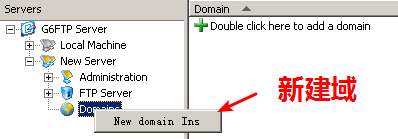 Servers
Domain
G6FTP Server
Double click here to add a domain
Local Machine
New Server
Administration
FTP Server
Domains
New domain Ins
新建域